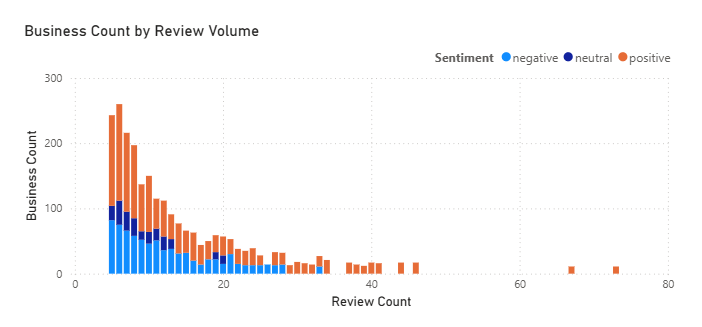 Business Count by Review Volume
Sentiment negative neutral positive
300
200
100
0
Business Count
0 20 40 60 80
Review Count